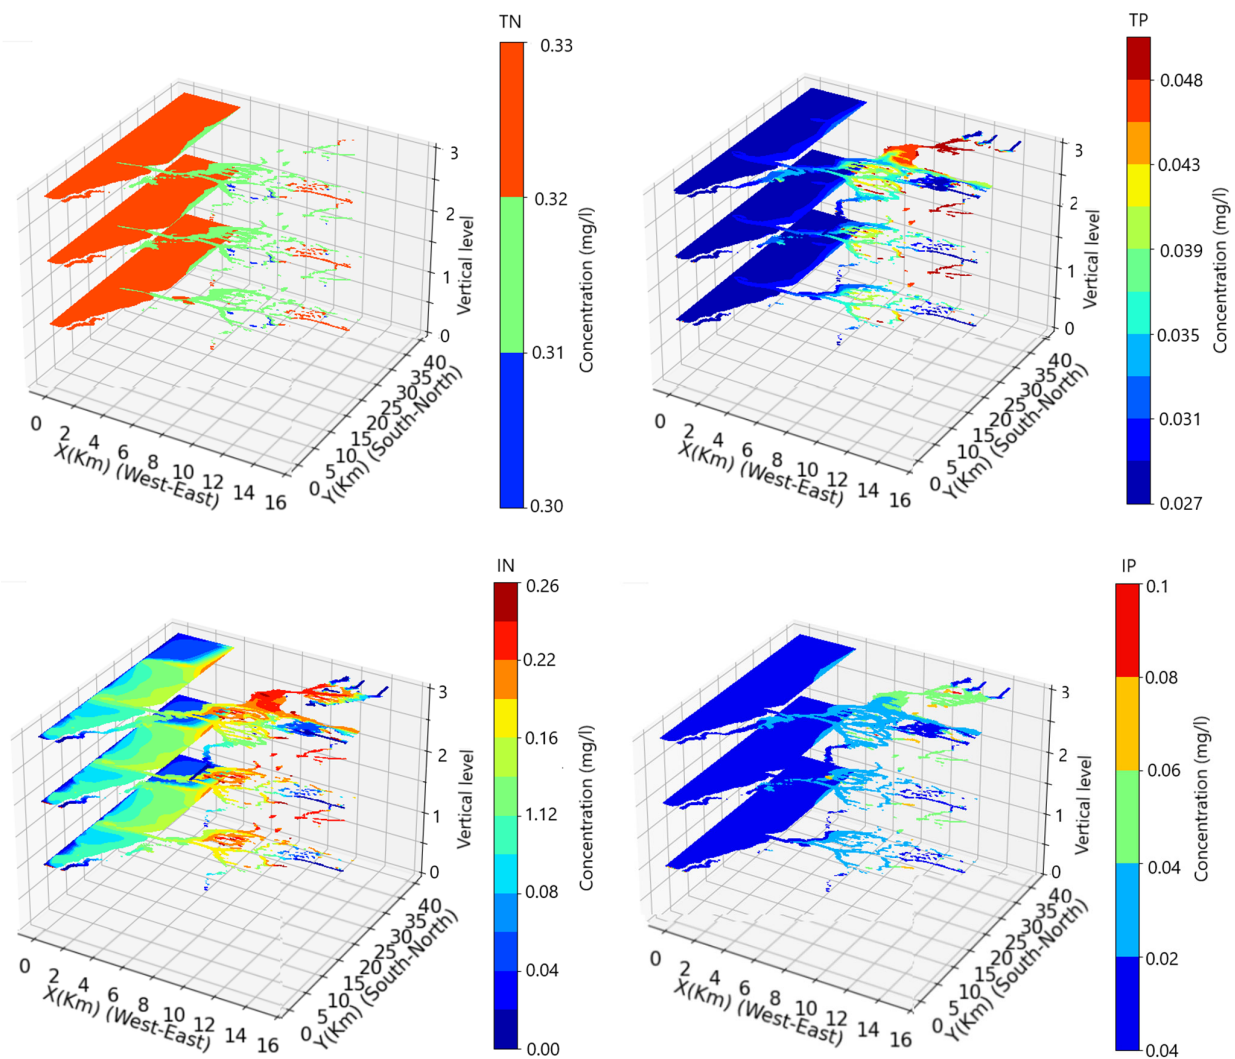 TN
0.33
0.32
0.31
0.30
Concentration (mg/l)
3
2
1
0
Vertical level
0 2 4 6 8 10 12 14 16
X(Km) (West-East)
0 5 10 15 20 25 30 35 40
Y(Km) (South-North)
TP
0.048
0.043
0.039
0.035
0.031
0.027
Concentration (mg/l)
3
2
1
0
Vertical level
0 2 4 6 8 10 12 14 16
X(Km) (West-East)
0 5 10 15 20 25 30 35 40
Y(Km) (South-North)
IN
0.26
0.22
0.16
0.12
0.08
0.04
0.00
Concentration (mg/l)
3
2
1
0
Vertical level
0 2 4 6 8 10 12 14 16
X(Km) (West-East)
0 5 10 15 20 25 30 35 40
Y(Km) (South-North)
IP
0.1
0.08
0.06
0.04
0.02
0.04
Concentration (mg/l)
3
2
1
0
Vertical level
0 2 4 6 8 10 12 14 16
X(Km) (West-East)
0 5 10 15 20 25 30 35 40
Y(Km) (South-North)